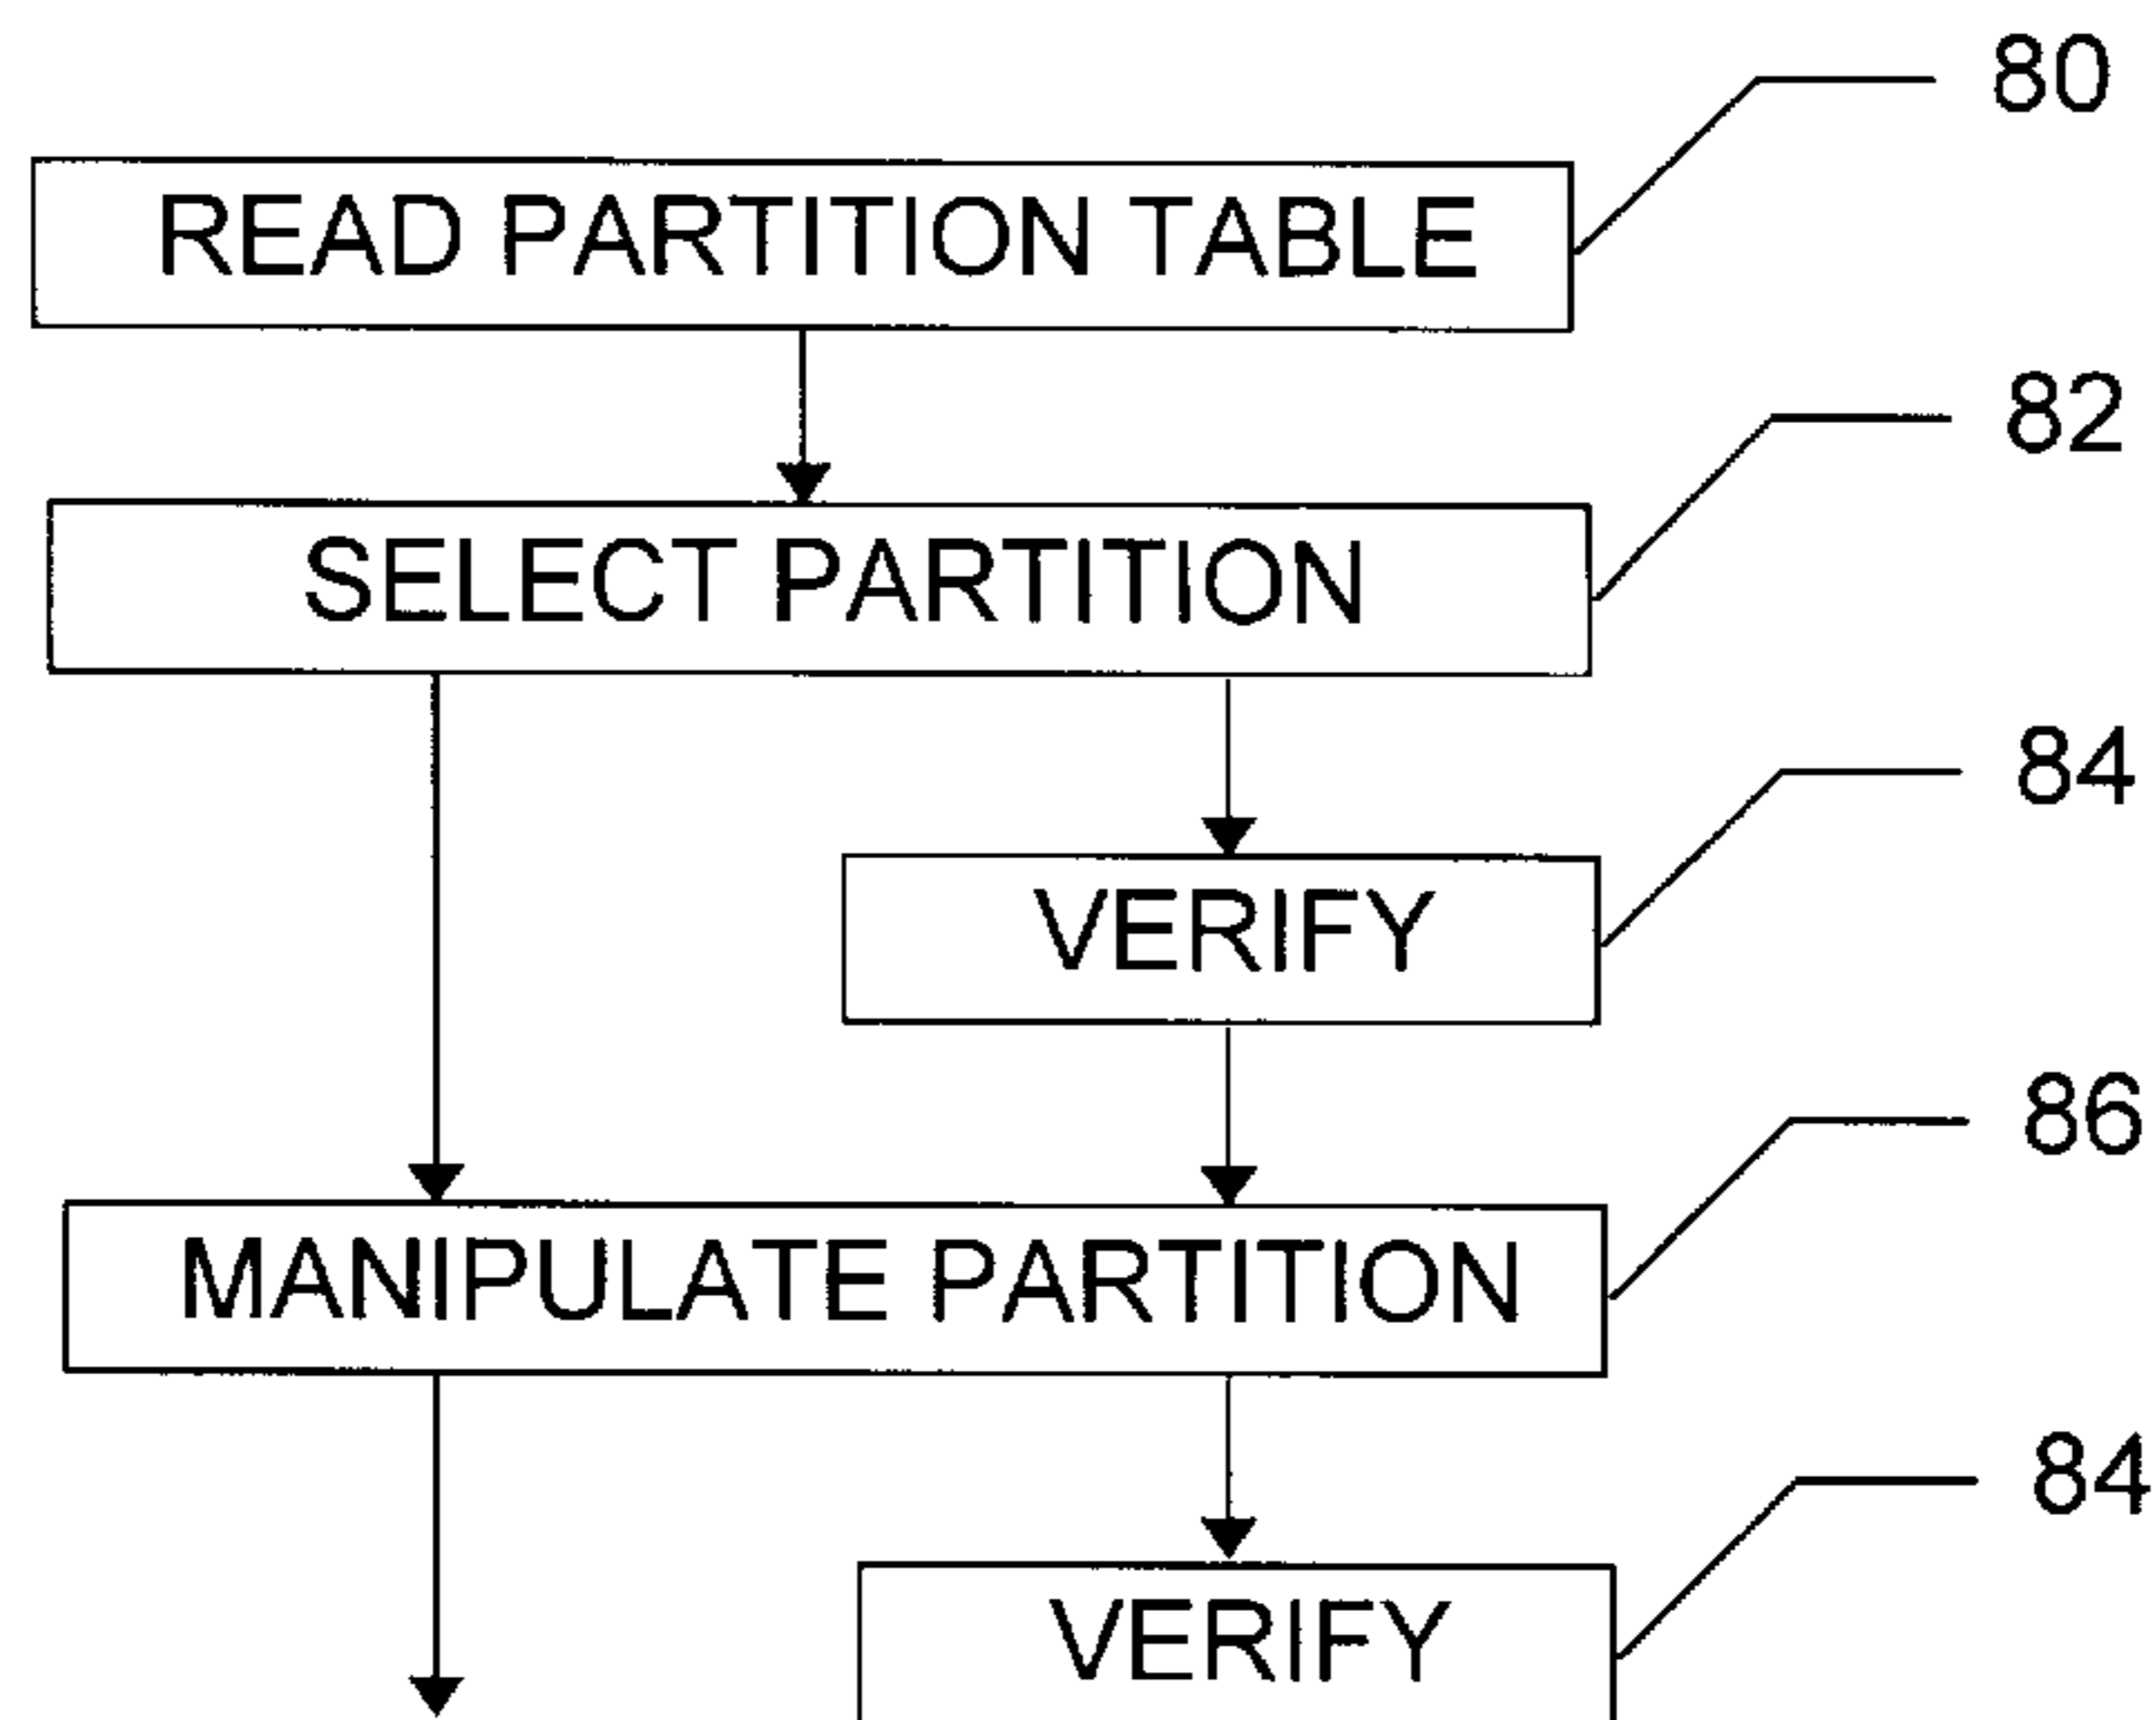 80
READ PARTITION TABLE
82
SELECT PARTITION
84
VERIFY
86
MANIPULATE PARTITION
84
VERIFY